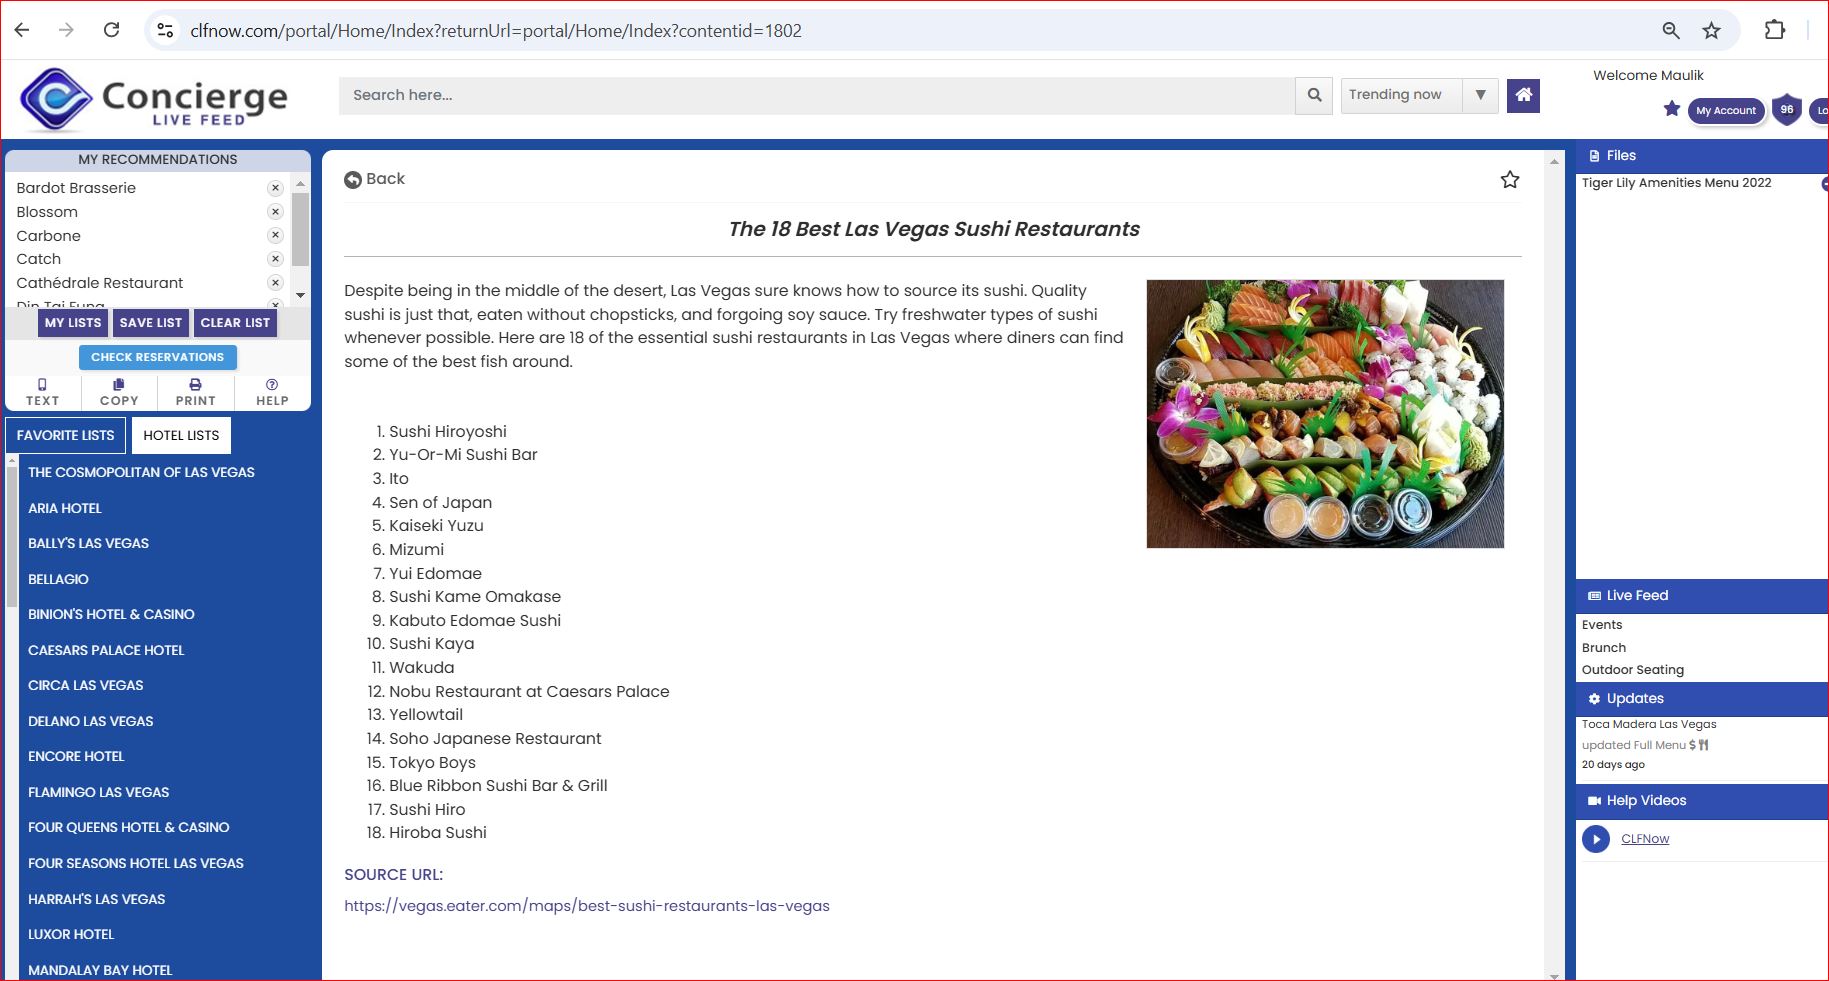 clfnow.com/portal/Home/Index?returnUrl=portal/Home/Index?contentid=1802
Concierge
LIVE FEED
Search here...
Trending now
Welcome Maulik
My Account
96
MY RECOMMENDATIONS
Bardot Brasserie
Blossom
Carbone
Catch
Cathédrale Restaurant
Din Tai Fung
MY LISTS
SAVE LIST
CLEAR LIST
CHECK RESERVATIONS
TEXT
COPY
PRINT
HELP
FAVORITE LISTS
HOTEL LISTS
THE COSMOPOLITAN OF LAS VEGAS
ARIA HOTEL
BALLY'S LAS VEGAS
BELLAGIO
BINION'S HOTEL & CASINO
CAESARS PALACE HOTEL
CIRCA LAS VEGAS
DELANO LAS VEGAS
ENCORE HOTEL
FLAMINGO LAS VEGAS
FOUR QUEENS HOTEL & CASINO
FOUR SEASONS HOTEL LAS VEGAS
HARRAH'S LAS VEGAS
LUXOR HOTEL
MANDALAY BAY HOTEL
Back
The 18 Best Las Vegas Sushi Restaurants
Despite being in the middle of the desert, Las Vegas sure knows how to source its sushi. Quality
sushi is just that, eaten without chopsticks, and forgoing soy sauce. Try freshwater types of sushi
whenever possible. Here are 18 of the essential sushi restaurants in Las Vegas where diners can find
some of the best fish around.
1. Sushi Hiroyoshi
2. Yu-Or-Mi Sushi Bar
3. Ito
4. Sen of Japan
5. Kaiseki Yuzu
6. Mizumi
7. Yui Edomae
8. Sushi Kame Omakase
9. Kabuto Edomae Sushi
10. Sushi Kaya
11. Wakuda
12. Nobu Restaurant at Caesars Palace
13. Yellowtail
14. Soho Japanese Restaurant
15. Tokyo Boys
16. Blue Ribbon Sushi Bar & Grill
17. Sushi Hiro
18. Hiroba Sushi
SOURCE URL:
https://vegas.eater.com/maps/best-sushi-restaurants-las-vegas
Files
Tiger Lily Amenities Menu 2022
Live Feed
Events
Brunch
Outdoor Seating
Updates
Toca Madera Las Vegas
updated Full Menu $
20 days ago
Help Videos
CLFNow